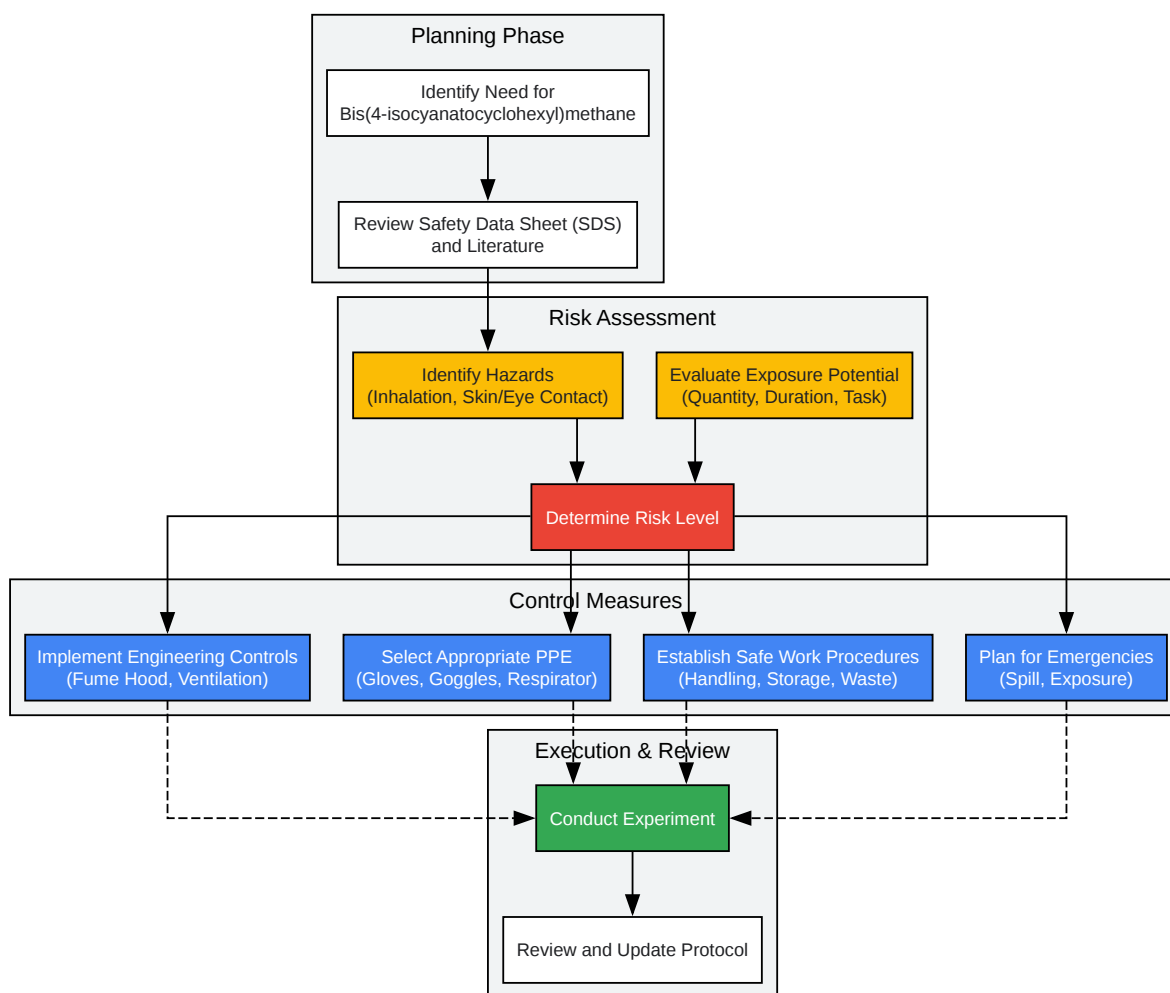 Planning Phase
Identify Need for
Bis(4-isocyanatocyclohexyl)methane
Review Safety Data Sheet (SDS)
and Literature
Risk Assessment
Identify Hazards
(Inhalation, Skin/Eye Contact)
Evaluate Exposure Potential
(Quantity, Duration, Task)
Determine Risk Level
Control Measures
Implement Engineering Controls
(Fume Hood, Ventilation)
Select Appropriate PPE
(Gloves, Goggles, Respirator)
Establish Safe Work Procedures
(Handling, Storage, Waste)
Plan for Emergencies
(Spill, Exposure)
Execution & Review
Conduct Experiment
Review and Update Protocol